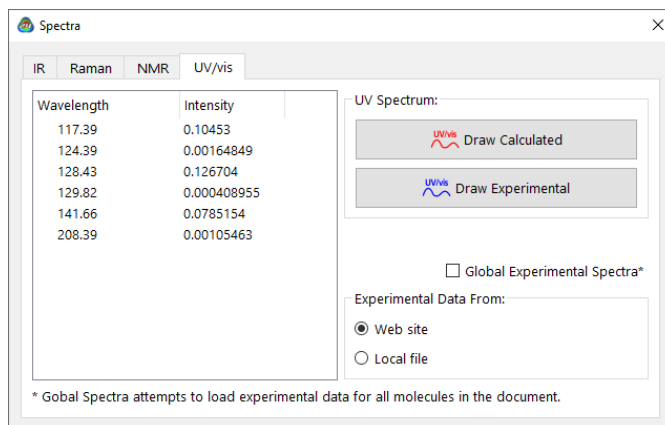 Spectra
IR Raman NMR UV/vis
Wavelength Intensity
117.39 0.10453
124.39 0.00164849
128.43 0.126704
129.82 0.000408955
141.66 0.0785154
208.39 0.00105463
UV Spectrum:
UV/vis Draw Calculated
UV/vis Draw Experimental
Global Experimental Spectra*
Experimental Data From:
Web site
Local file
* Gobal Spectra attempts to load experimental data for all molecules in the document.